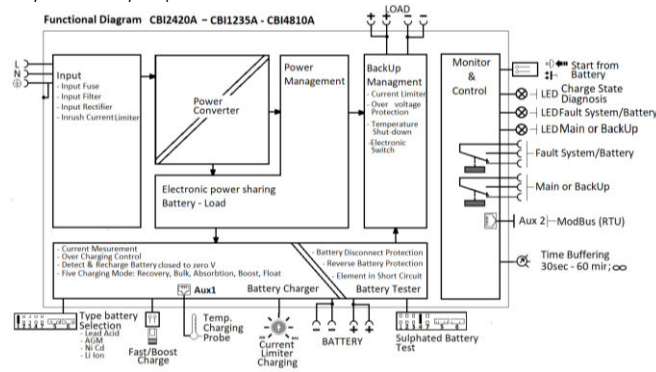 Functional Diagram CBI2420A – CBI1235A - CBI4810A
LOAD
+ + - -
L
N
Input
- Input Fuse
- Input Filter
- Input Rectifier
- Inrush Current Limiter
Power
Converter
Power
Management
BackUp
Managment
- Current Limiter
- Over voltage
Protection
- Temperature
Shut-down
-Electronic
Switch
Electronic power sharing
Battery - Load
Monitor
&
Control
Start from
Battery
LED Charge State
Diagnosis
LED Fault System/Battery
LED Main or BackUp
Fault System/Battery
Main or BackUp
Aux 2 ModBus (RTU)
Time Buffering
30sec - 60 mir; ∞
- Current Mesurement
- Over Charging Control
- Detect & Recharge Battery closed to zero V
- Five Charging Mode: Recovery, Bulk, Absorbtion, Boost, Float
Aux1
Battery Charger
- Battery Disconnect Protection
- Reverse Battery Protection
- Element in Short Circuit
Battery Tester
Type battery
Selection
- Lead Acid
- AGM
- Ni Cd
- Li Ion
Fast/Boost
Charge
Temp.
Charging
Probe
Current
Limiter
Charging
- - + +
BATTERY
Sulphated Battery
Test